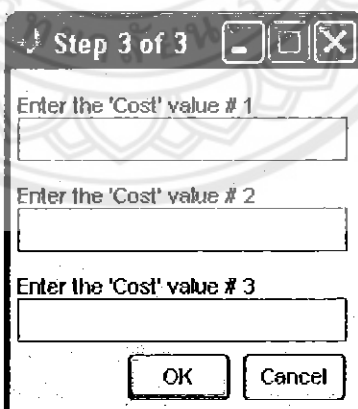 Step 3 of 3
Enter the 'Cost' value # 1
Enter the 'Cost' value # 2
Enter the 'Cost' value # 3
OK Cancel